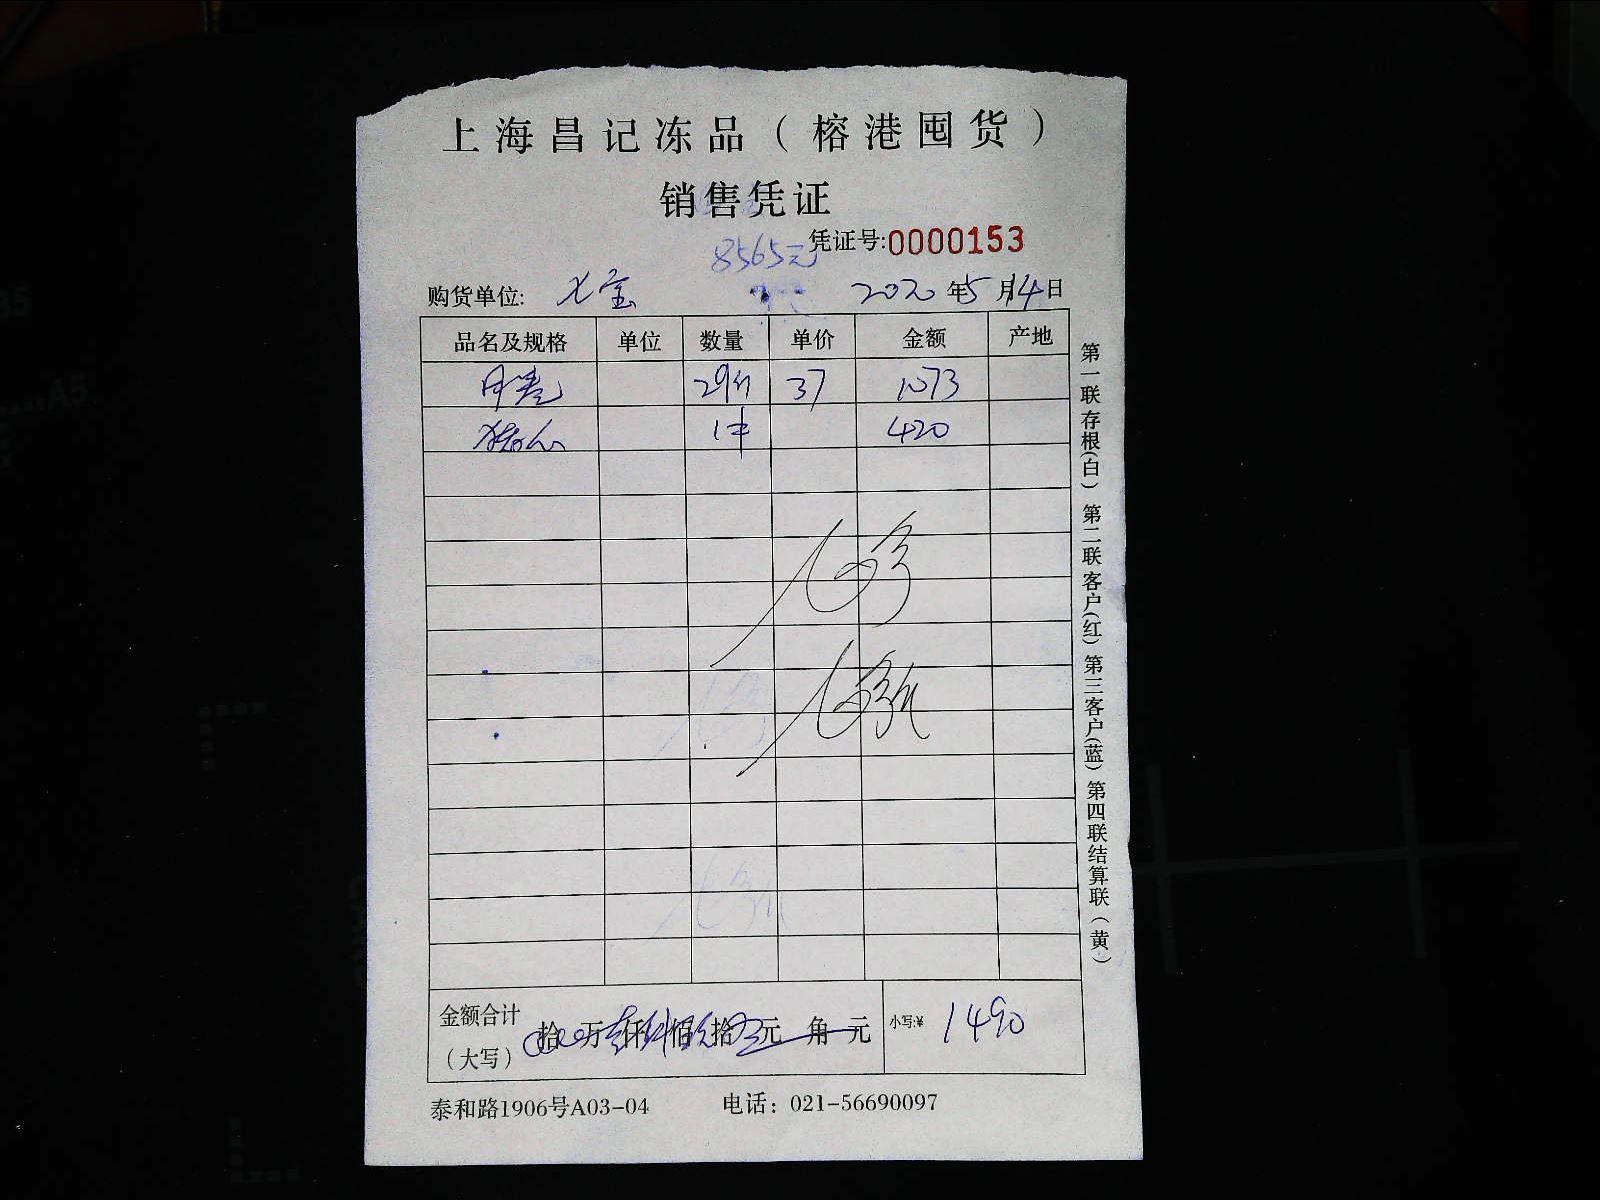 上海昌记冻品（榕港囤货）
销售凭证
8565元 凭证号:0000153
购货单位: 七宝 2020年5月14日
品名及规格 单位 数量 单价 金额 产地
29 37 1073
1件 420
金额合计 拾 万 仟 佰 拾 元 角 元 小写:¥ 1490
（大写）
泰和路1906号A03-04 电话：021-56690097
第一联存根(白) 第二联客户(红) 第三客户(蓝) 第四联结算联(黄)